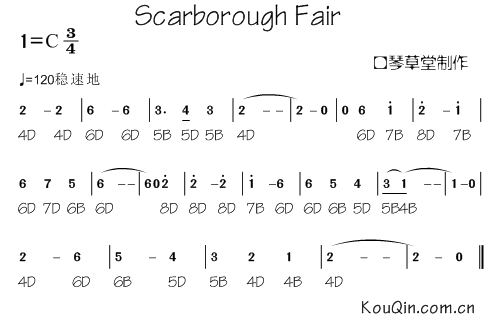 Scarborough Fair
1=C 3/4
口琴草堂制作
♩=120稳速地
2 - 2 | 6 - 6 | 3. 4 3 | 2 - - | 2 - 0 | 0 6 i | 2̇ - i |
4D 4D 6D 6D 5B 5D 5B 4D 6D 7B 8D 7B
6 7 5 | 6 - - | 6 0 2̇ | 2̇ - 2̇ | i - 6 | 6 5 4 | 3 1 - - | 1 - 0 |
6D 7D 6B 6D 8D 8D 8D 7B 6D 6D 6B 5D 5B4B
2 - 6 | 5 - 4 | 3 2 1 | 2 - - | 2 - 0 ‖
4D 6D 6B 5D 5B 4D 4B 4D
KouQin.com.cn